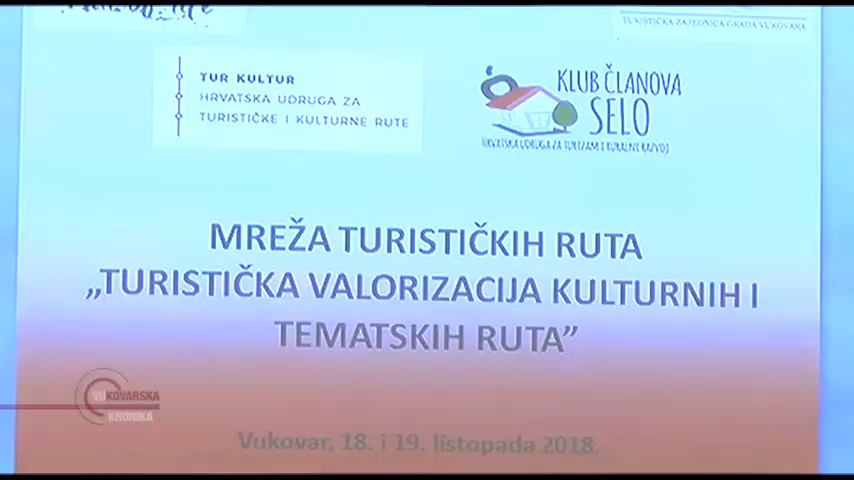 TURISTIČKA ZAJEDNICA GRADA VUKOVARA
TUR KULTUR
HRVATSKA UDRUGA ZA
TURISTIČKE I KULTURNE RUTE
KLUB ČLANOVA
SELO
HRVATSKA UDRUGA ZA TURIZAM I RURALNI RAZVOJ
MREŽA TURISTIČKIH RUTA
„TURISTIČKA VALORIZACIJA KULTURNIH I
TEMATSKIH RUTA”
VUKOVARSKA
KRONIKA
Vukovar, 18. i 19. listopada 2018.